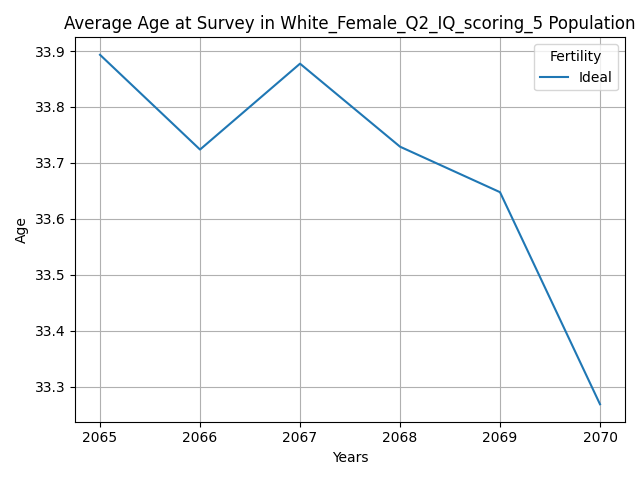 Average Age at Survey in White_Female_Q2_IQ_scoring_5 Population
Fertility
Ideal
33.9
33.8
33.7
33.6
33.5
33.4
33.3
Age
2065 2066 2067 2068 2069 2070
Years